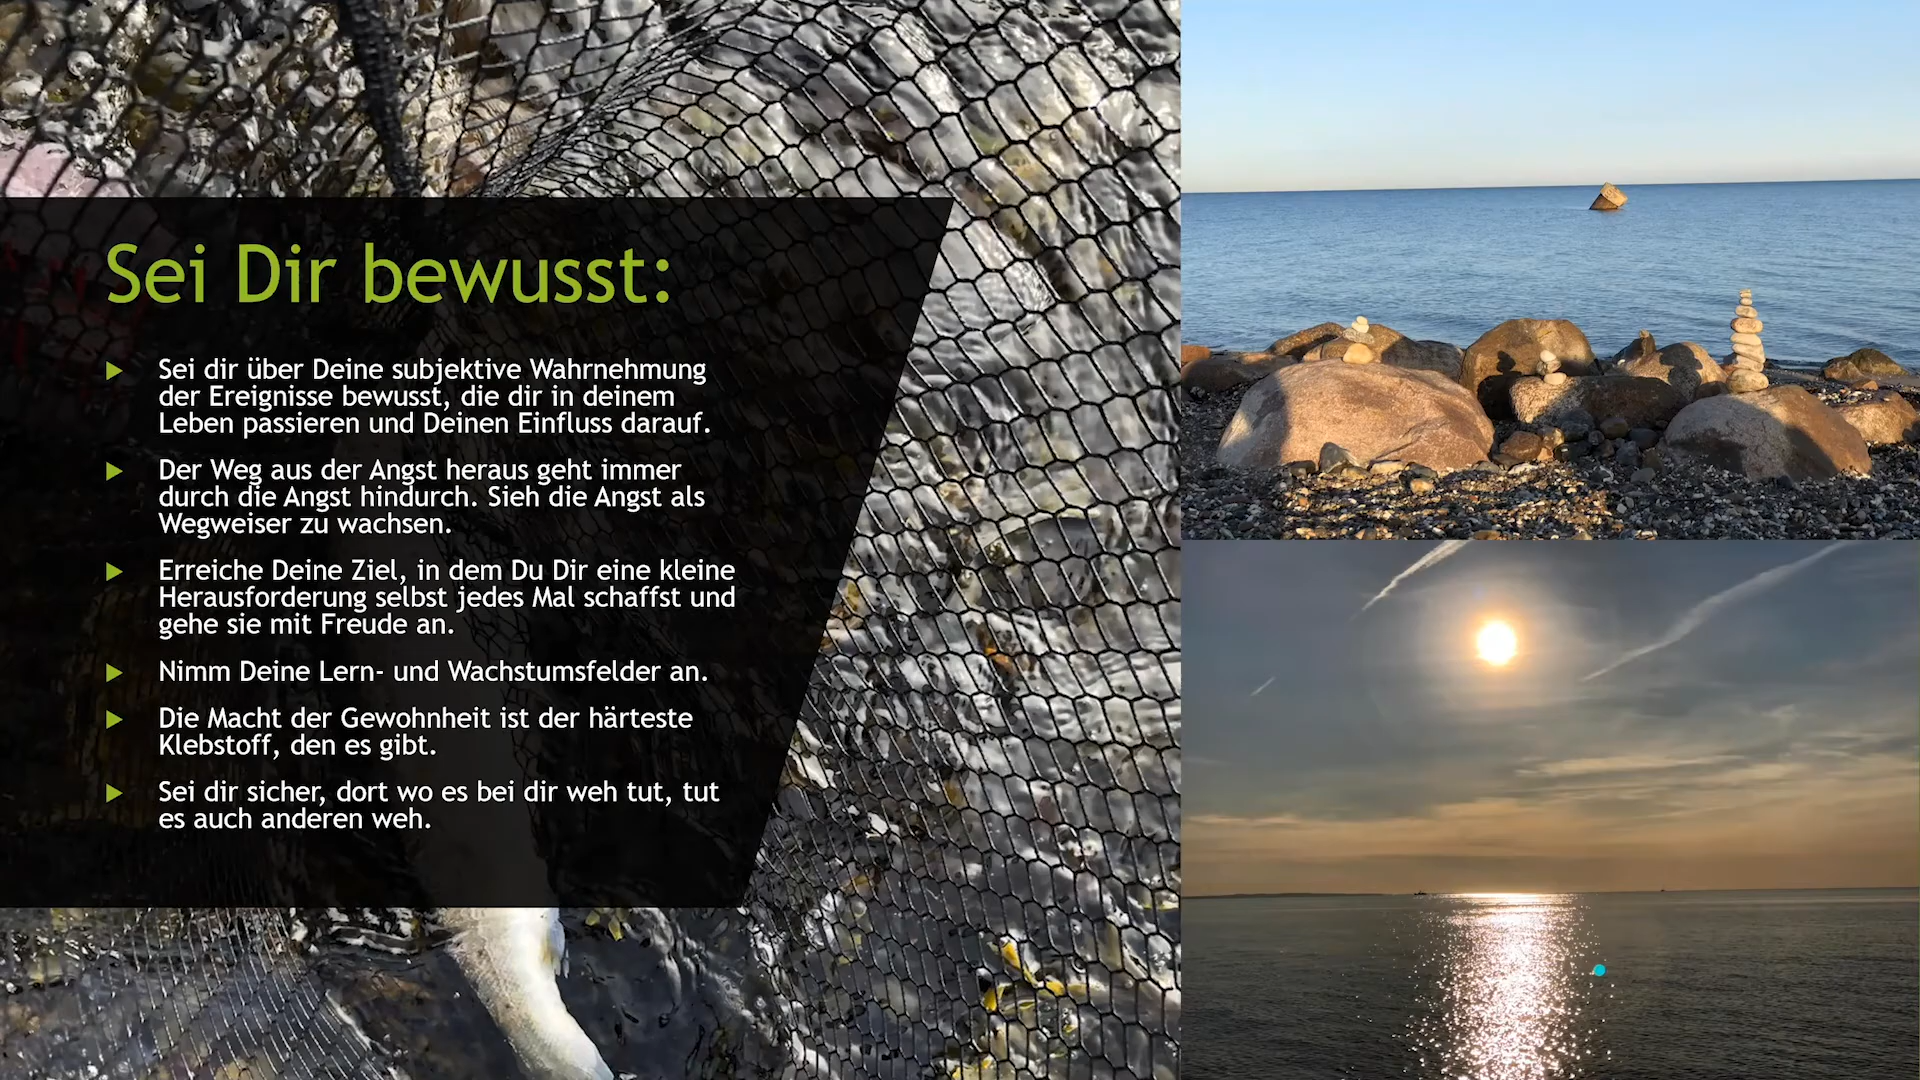 Sei Dir bewusst:
Sei dir über Deine subjektive Wahrnehmung
der Ereignisse bewusst, die dir in deinem
Leben passieren und Deinen Einfluss darauf.
Der Weg aus der Angst heraus geht immer
durch die Angst hindurch. Sieh die Angst als
Wegweiser zu wachsen.
Erreiche Deine Ziel, in dem Du Dir eine kleine
Herausforderung selbst jedes Mal schaffst und
gehe sie mit Freude an.
Nimm Deine Lern- und Wachstumsfelder an.
Die Macht der Gewohnheit ist der härteste
Klebstoff, den es gibt.
Sei dir sicher, dort wo es bei dir weh tut, tut
es auch anderen weh.